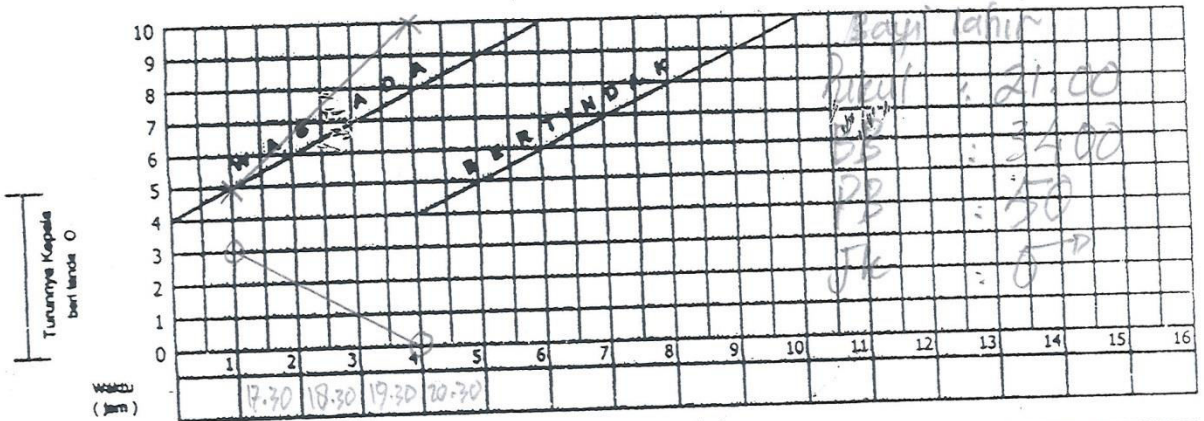 10
9
8
7
6
5
4
3
2
1
0
WASPADA
BERTINDAK
Bayi lahir
Pukul : 21.00
BB : 3400
PB : 50
JK : ♂
Turunnya Kepala
beri tanda O
1 2 3 4 5 6 7 8 9 10 11 12 13 14 15 16
Waktu
(jam)
17.30 18.30 19.30 20.30